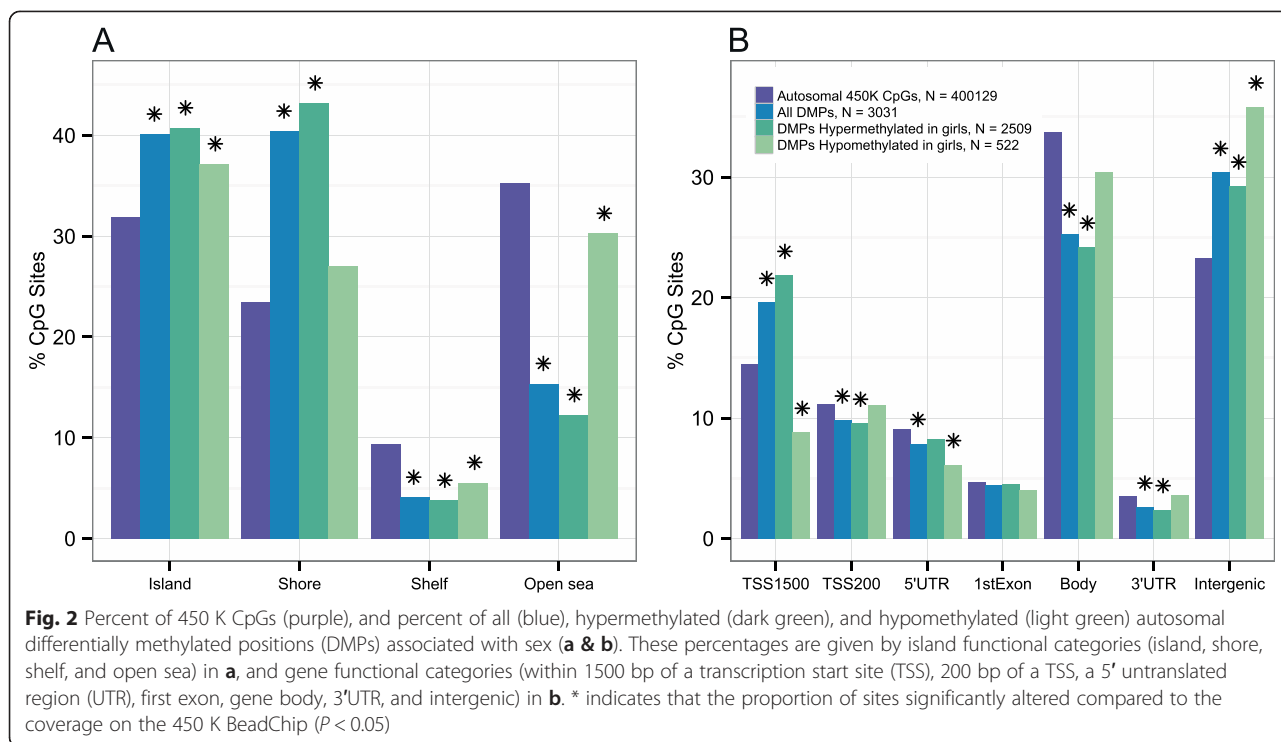 A
40
30
20
10
0
% CpG Sites
Island
Shore
Shelf
Open sea
* * * * * * * * * * *
B
Autosomal 450K CpGs, N = 400129
All DMPs, N = 3031
DMPs Hypermethylated in girls, N = 2509
DMPs Hypomethylated in girls, N = 522
30
20
10
0
% CpG Sites
TSS1500
TSS200
5'UTR
1stExon
Body
3'UTR
Intergenic
* * * * * * * * * * * * * *
Fig. 2 Percent of 450 K CpGs (purple), and percent of all (blue), hypermethylated (dark green), and hypomethylated (light green) autosomal
differentially methylated positions (DMPs) associated with sex (a & b). These percentages are given by island functional categories (island, shore,
shelf, and open sea) in a, and gene functional categories (within 1500 bp of a transcription start site (TSS), 200 bp of a TSS, a 5′ untranslated
region (UTR), first exon, gene body, 3′UTR, and intergenic) in b. * indicates that the proportion of sites significantly altered compared to the
coverage on the 450 K BeadChip (P < 0.05)